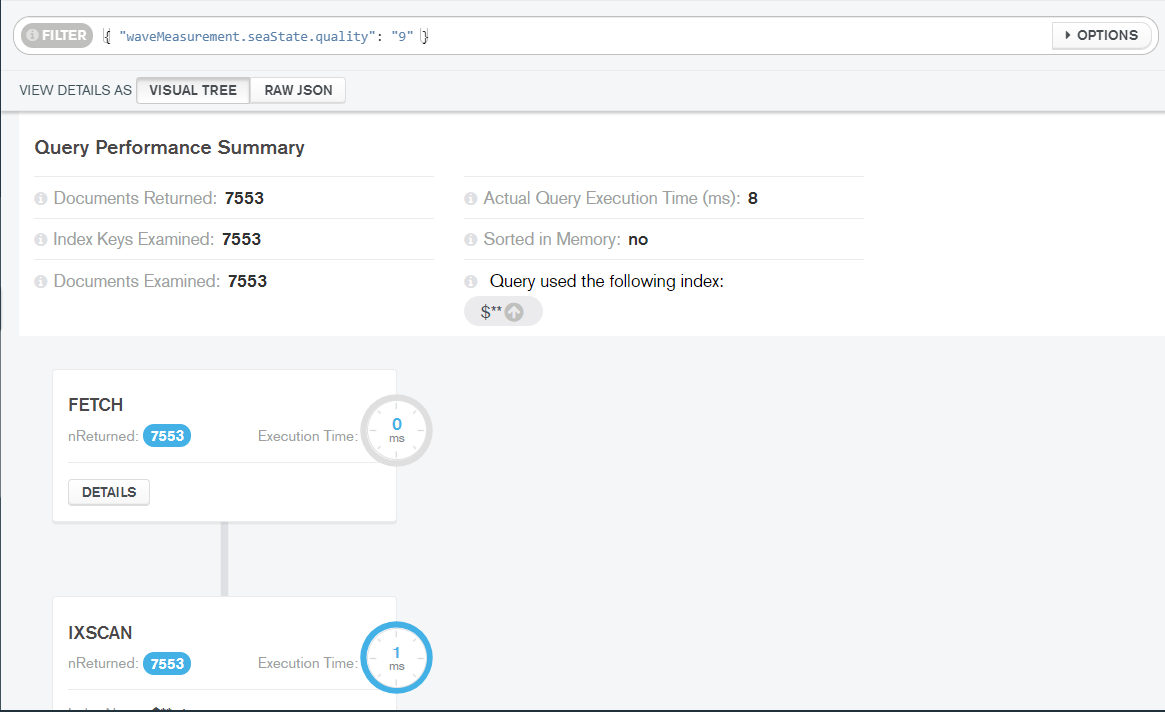 FILTER { "waveMeasurement.seaState.quality": "9" } OPTIONS
VIEW DETAILS AS VISUAL TREE RAW JSON
Query Performance Summary
Documents Returned: 7553
Actual Query Execution Time (ms): 8
Index Keys Examined: 7553
Sorted in Memory: no
Documents Examined: 7553
Query used the following index:
$**
FETCH
nReturned: 7553 Execution Time: 0 ms
DETAILS
IXSCAN
nReturned: 7553 Execution Time: 1 ms